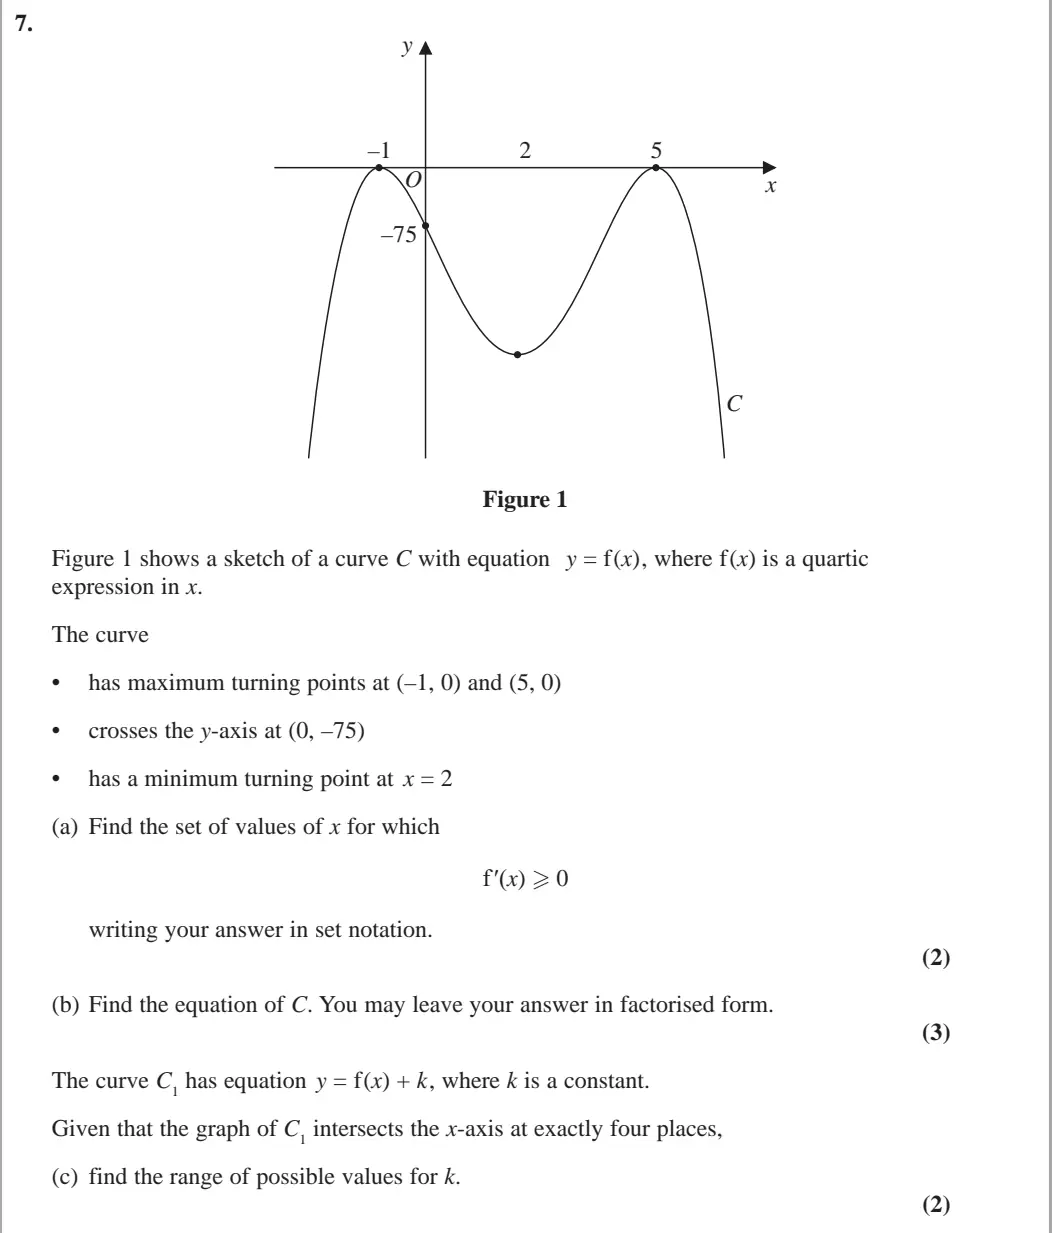 7.
y
–1 2 5
O
x
–75
C
Figure 1
Figure 1 shows a sketch of a curve C with equation y = f(x), where f(x) is a quartic
expression in x.
The curve
• has maximum turning points at (–1, 0) and (5, 0)
• crosses the y-axis at (0, –75)
• has a minimum turning point at x = 2
(a) Find the set of values of x for which
f′(x) ⩾ 0
writing your answer in set notation.
(2)
(b) Find the equation of C. You may leave your answer in factorised form.
(3)
The curve C₁ has equation y = f(x) + k, where k is a constant.
Given that the graph of C₁ intersects the x-axis at exactly four places,
(c) find the range of possible values for k.
(2)